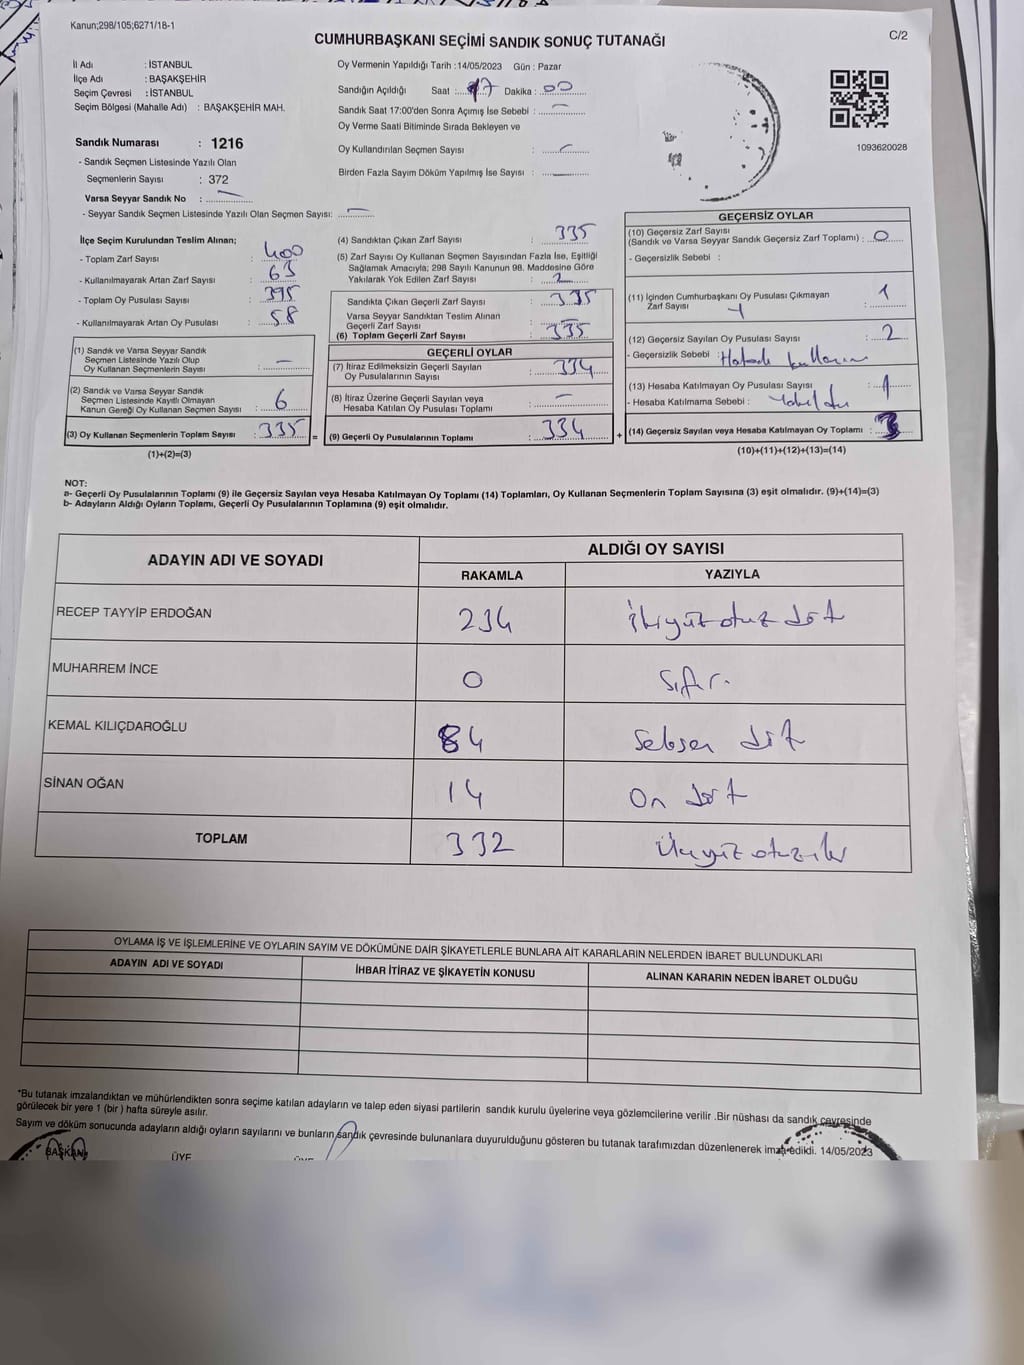 Kanun;298/105;6271/18-1
C/2
CUMHURBAŞKANI SEÇİMİ SANDIK SONUÇ TUTANAĞI
İl Adı : İSTANBUL
İlçe Adı : BAŞAKŞEHİR
Seçim Çevresi : İSTANBUL
Seçim Bölgesi (Mahalle Adı) : BAŞAKŞEHİR MAH.
Sandık Numarası : 1216
- Sandık Seçmen Listesinde Yazılı Olan
Seçmenlerin Sayısı : 372
Varsa Seyyar Sandık No : —
- Seyyar Sandık Seçmen Listesinde Yazılı Olan Seçmen Sayısı: —
Oy Vermenin Yapıldığı Tarih :14/05/2023 Gün : Pazar
Sandığın Açıldığı Saat : 17 Dakika : 00
Sandık Saat 17:00'den Sonra Açımış İse Sebebi : —
Oy Verme Saati Bitiminde Sırada Bekleyen ve
Oy Kullandırılan Seçmen Sayısı : —
Birden Fazla Sayım Döküm Yapılmış İse Sayısı : —
1093620028
İlçe Seçim Kurulundan Teslim Alınan;
- Toplam Zarf Sayısı : 400
- Kullanılmayarak Artan Zarf Sayısı : 63
- Toplam Oy Pusulası Sayısı : 395
- Kullanılmayarak Artan Oy Pusulası : 58
(1) Sandık ve Varsa Seyyar Sandık
Seçmen Listesinde Yazılı Olup
Oy Kullanan Seçmenlerin Sayısı : —
(2) Sandık ve Varsa Seyyar Sandık
Seçmen Listesinde Kayıtlı Olmayan
Kanun Gereği Oy Kullanan Seçmen Sayısı : 6
(3) Oy Kullanan Seçmenlerin Toplam Sayısı : 335
(1)+(2)=(3)
(4) Sandıktan Çıkan Zarf Sayısı : 335
(5) Zarf Sayısı Oy Kullanan Seçmen Sayısından Fazla İse, Eşitliği
Sağlamak Amacıyla; 298 Sayılı Kanunun 98. Maddesine Göre
Yakılarak Yok Edilen Zarf Sayısı : 2
Sandıkta Çıkan Geçerli Zarf Sayısı : 335
Varsa Seyyar Sandıktan Teslim Alınan
Geçerli Zarf Sayısı :
(6) Toplam Geçerli Zarf Sayısı : 335
GEÇERLİ OYLAR
(7) İtiraz Edilmeksizin Geçerli Sayılan
Oy Pusulalarının Sayısı : 334
(8) İtiraz Üzerine Geçerli Sayılan veya
Hesaba Katılan Oy Pusulası Toplamı : —
= (9) Geçerli Oy Pusulalarının Toplamı : 334 +
GEÇERSİZ OYLAR
(10) Geçersiz Zarf Sayısı
(Sandık ve Varsa Seyyar Sandık Geçersiz Zarf Toplamı) : 0
- Geçersizlik Sebebi :
(11) İçinden Cumhurbaşkanı Oy Pusulası Çıkmayan
Zarf Sayısı : 1
(12) Geçersiz Sayılan Oy Pusulası Sayısı : 2
- Geçersizlik Sebebi : Hatalı kullanım
(13) Hesaba Katılmayan Oy Pusulası Sayısı : 1
- Hesaba Katılmama Sebebi : Yakıldı
(14) Geçersiz Sayılan veya Hesaba Katılmayan Oy Toplamı : 3
(10)+(11)+(12)+(13)=(14)
NOT:
a- Geçerli Oy Pusulalarının Toplamı (9) ile Geçersiz Sayılan veya Hesaba Katılmayan Oy Toplamı (14) Toplamları, Oy Kullanan Seçmenlerin Toplam Sayısına (3) eşit olmalıdır. (9)+(14)=(3)
b- Adayların Aldığı Oyların Toplamı, Geçerli Oy Pusulalarının Toplamına (9) eşit olmalıdır.
ADAYIN ADI VE SOYADI ALDIĞI OY SAYISI
RAKAMLA YAZIYLA
RECEP TAYYİP ERDOĞAN 234 İkiyüz otuz dört
MUHARREM İNCE 0 Sıfır.
KEMAL KILIÇDAROĞLU 84 Seksen dört
SİNAN OĞAN 14 On dört
TOPLAM 332 Üçyüz otuziki
OYLAMA İŞ VE İŞLEMLERİNE VE OYLARIN SAYIM VE DÖKÜMÜNE DAİR ŞİKAYETLERLE BUNLARA AİT KARARLARIN NELERDEN İBARET BULUNDUKLARI
ADAYIN ADI VE SOYADI İHBAR İTİRAZ VE ŞİKAYETİN KONUSU ALINAN KARARIN NEDEN İBARET OLDUĞU
*Bu tutanak imzalandıktan ve mühürlendikten sonra seçime katılan adayların ve talep eden siyasi partilerin sandık kurulu üyelerine veya gözlemcilerine verilir .Bir nüshası da sandık çevresinde
görülecek bir yere 1 (bir ) hafta süreyle asılır.
Sayım ve döküm sonucunda adayların aldığı oyların sayılarını ve bunların sandık çevresinde bulunanlara duyurulduğunu gösteren bu tutanak tarafımızdan düzenlenerek imza edildi. 14/05/2023
BAŞKAN ÜYE